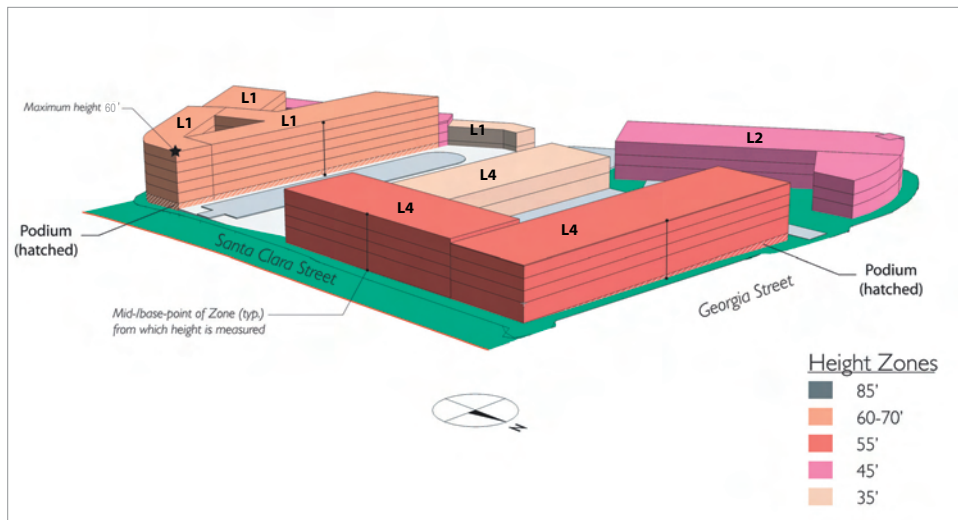 L1
Maximum height 60'
L1
L1
L1
L2
L4
L4
L4
Podium
(hatched)
Santa Clara Street
Podium
(hatched)
Georgia Street
Mid-/base-point of Zone (typ.)
from which height is measured
Height Zones
85'
60-70'
55'
45'
35'
N